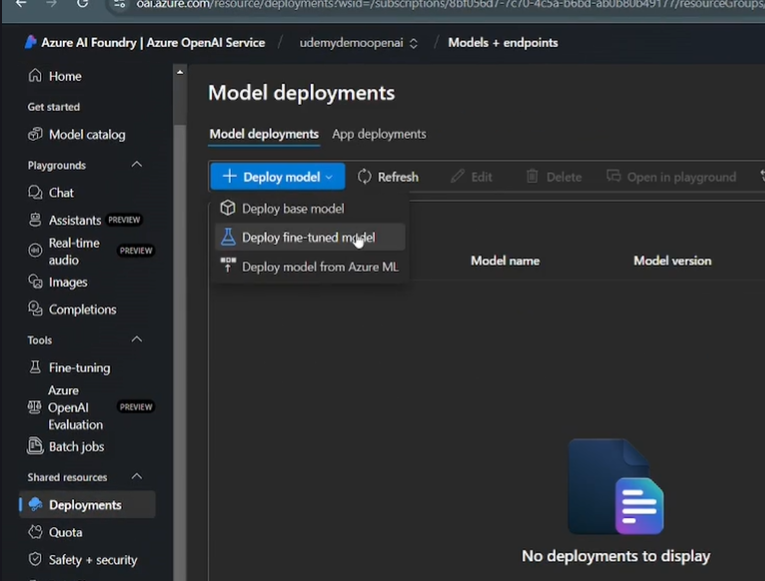 oai.azure.com/resource/deployments?wsid=/subscriptions/8bf056d7-7c70-4c5a-b6bd-ab0b80b49177/resourceGroups/
Azure AI Foundry | Azure OpenAI Service / udemydemoopenai / Models + endpoints
Home
Get started
Model catalog
Playgrounds
Chat
Assistants PREVIEW
Real-time
audio
PREVIEW
Images
Completions
Tools
Fine-tuning
Azure
OpenAI
Evaluation
PREVIEW
Batch jobs
Shared resources
Deployments
Quota
Safety + security
Model deployments
Model deployments App deployments
Deploy model Refresh Edit Delete Open in playground
Deploy base model
Deploy fine-tuned model
Deploy model from Azure ML
Model name Model version
No deployments to display